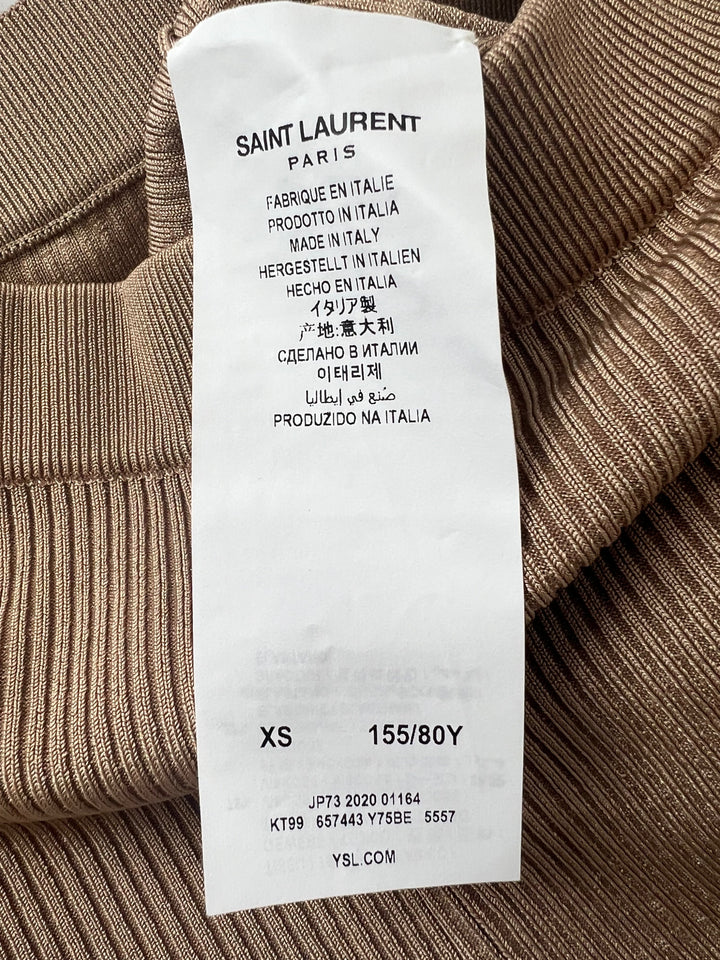 SAINT LAURENT
PARIS
FABRIQUE EN ITALIE
PRODOTTO IN ITALIA
MADE IN ITALY
HERGESTELLT IN ITALIEN
HECHO EN ITALIA
イタリア製
产地:意大利
СДЕЛАНО В ИТАЛИИ
이태리제
صُنع في إيطاليا
PRODUZIDO NA ITALIA
XS 155/80Y
JP73 2020 01164
KT99 657443 Y75BE 5557
YSL.COM